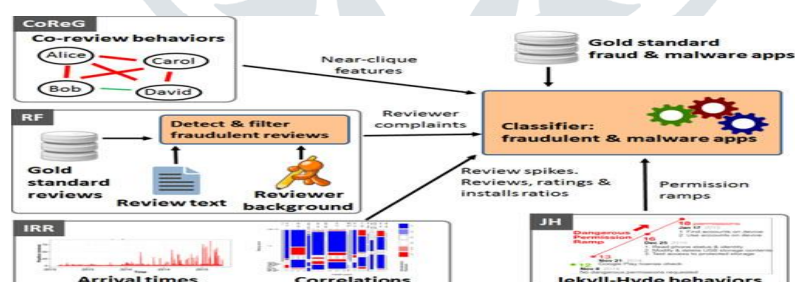 CoReG
Co-review behaviors
Alice
Carol
Bob
David
Near-clique
features
Gold standard
fraud & malware apps
RF
Detect & filter
fraudulent reviews
Gold
standard
reviews
Review text
Reviewer
background
Reviewer
complaints
Classifier:
fraudulent & malware apps
Review spikes.
Reviews, ratings &
installs ratios
Permission
ramps
IRR
Arrival times
Correlations
JH
Dangerous
Permission
Ramp
permissions
Jekyll-Hyde behaviors